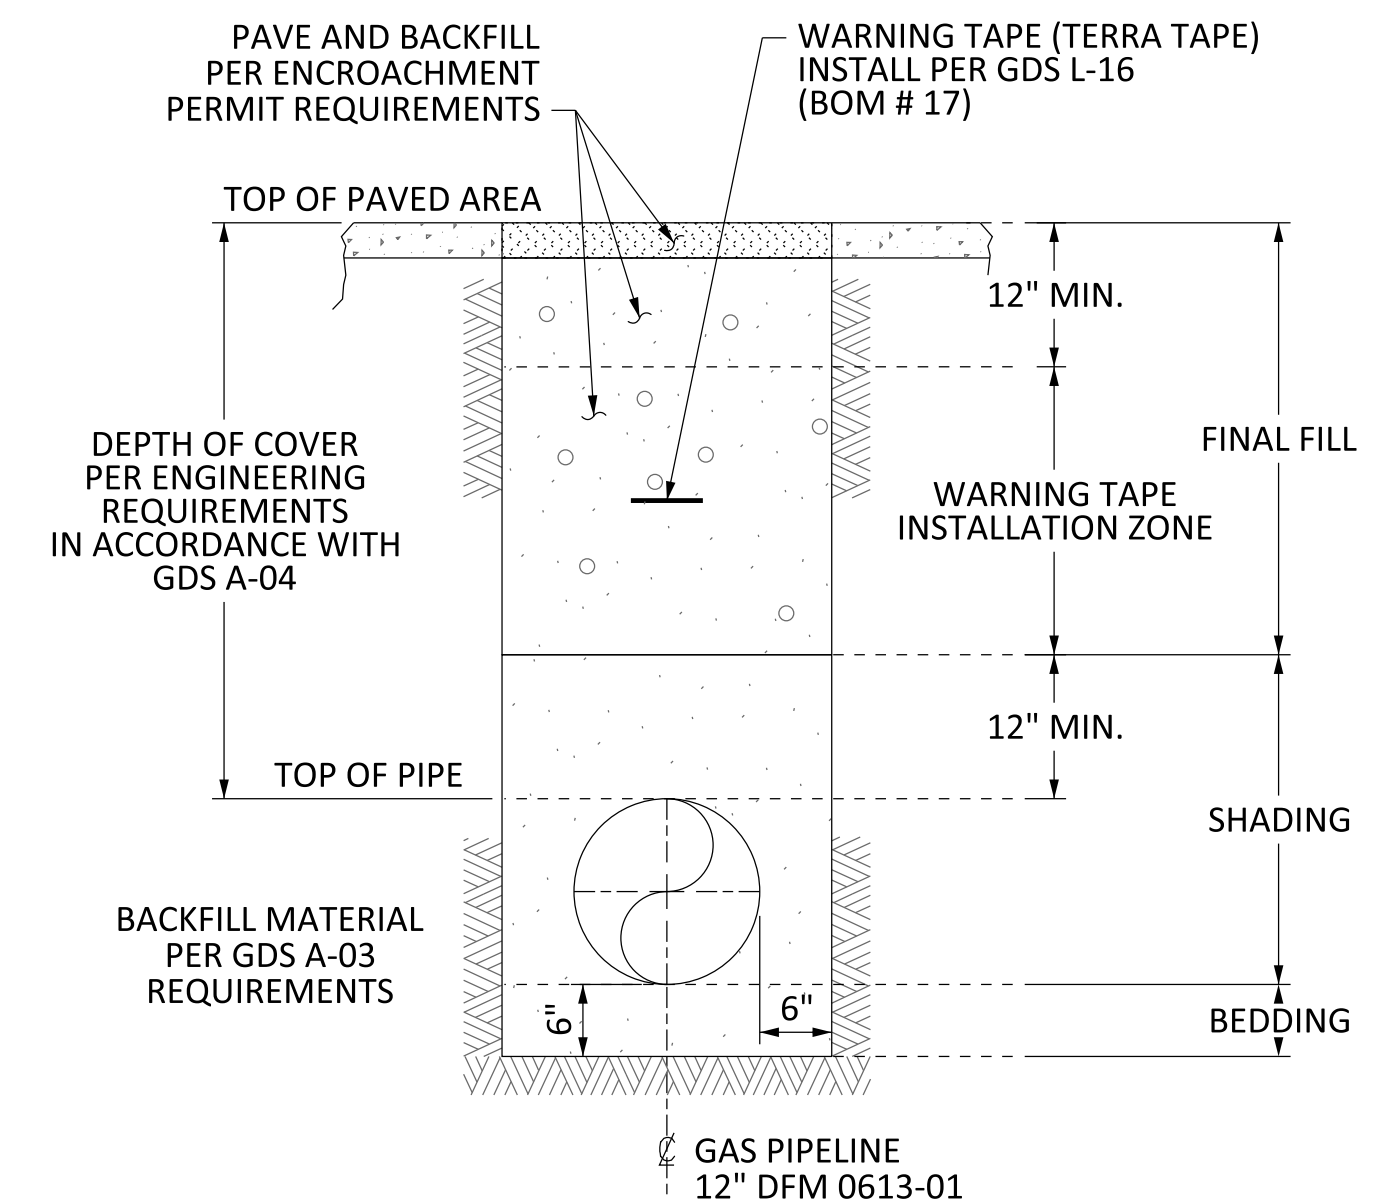 PAVE AND BACKFILL
PER ENCROACHMENT
PERMIT REQUIREMENTS
WARNING TAPE (TERRA TAPE)
INSTALL PER GDS L-16
(BOM # 17)
TOP OF PAVED AREA
12" MIN.
DEPTH OF COVER
PER ENGINEERING
REQUIREMENTS
IN ACCORDANCE WITH
GDS A-04
FINAL FILL
WARNING TAPE
INSTALLATION ZONE
12" MIN.
TOP OF PIPE
SHADING
BACKFILL MATERIAL
PER GDS A-03
REQUIREMENTS
6"
6"
BEDDING
℄ GAS PIPELINE
12" DFM 0613-01